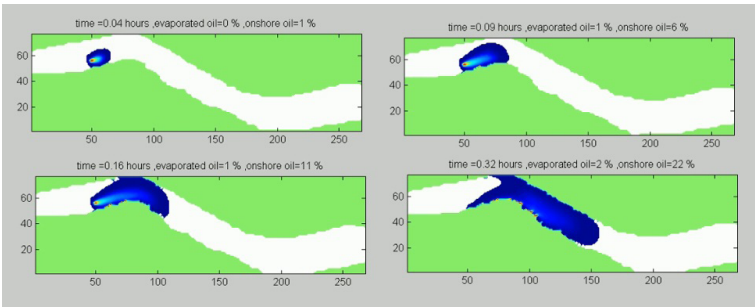 time =0.04 hours ,evaporated oil=0 % ,onshore oil=1 %
60
40
20
50 100 150 200 250
time =0.09 hours ,evaporated oil=1 % ,onshore oil=6 %
60
40
20
50 100 150 200 250
time =0.16 hours ,evaporated oil=1 % ,onshore oil=11 %
60
40
20
50 100 150 200 250
time =0.32 hours ,evaporated oil=2 % ,onshore oil=22 %
60
40
20
50 100 150 200 250